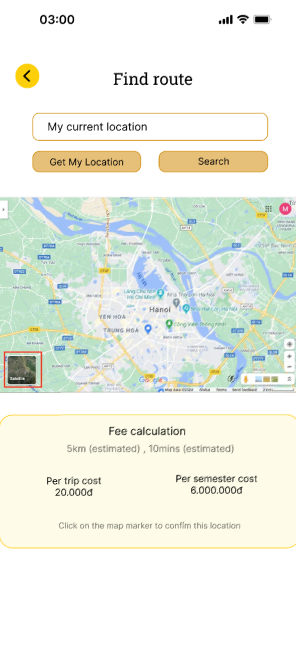 03:00
Find route
My current location
Get My Location
Search
M
Hanoi
YEN HOA
TRUNG HOA
Satellite
Google
Fee calculation
5km (estimated) , 10mins (estimated)
Per trip cost
20.000đ
Per semester cost
6.000.000đ
Click on the map marker to confirm this location